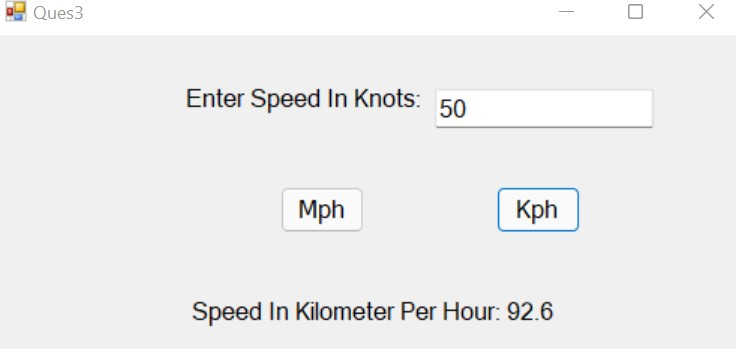 Ques3
Enter Speed In Knots: 50
Mph Kph
Speed In Kilometer Per Hour: 92.6